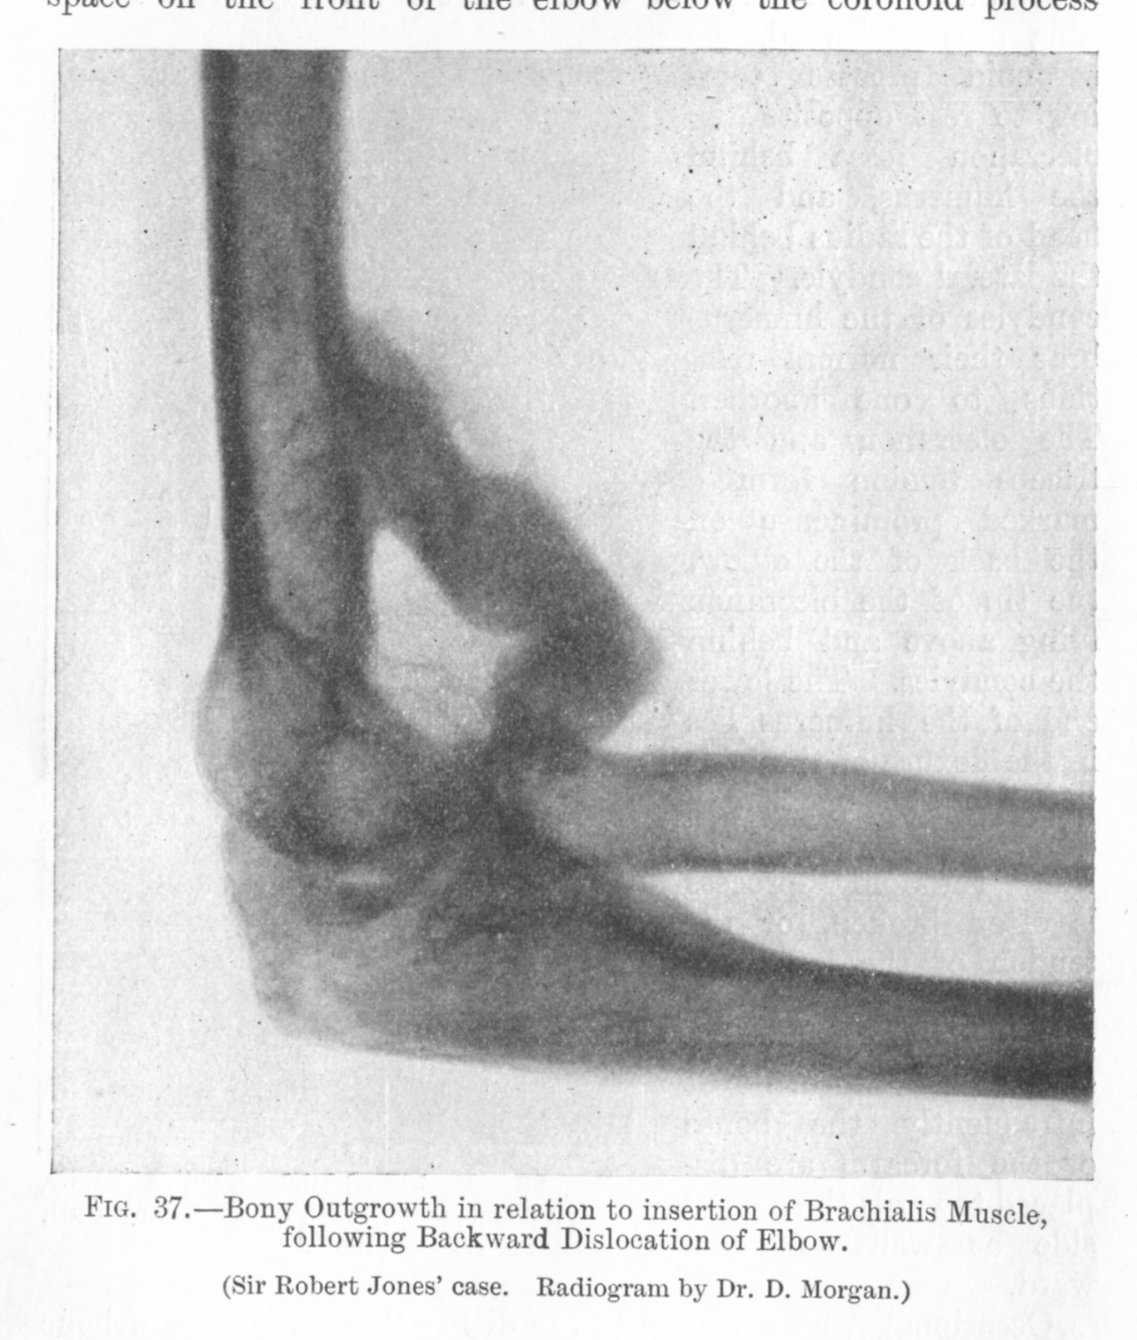 space on the front of the elbow below the coronoid process
FIG. 37.—Bony Outgrowth in relation to insertion of Brachialis Muscle,
following Backward Dislocation of Elbow.
(Sir Robert Jones' case. Radiogram by Dr. D. Morgan.)